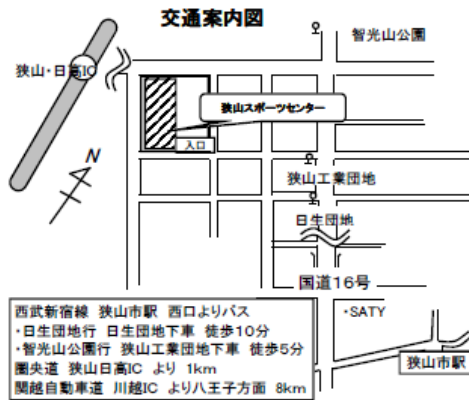 交通案内図
智光山公園
狭山・日高IC
狭山スポーツセンター
入口
N
狭山工業団地
日生団地
国道16号
・SATY
狭山市駅
西武新宿線 狭山市駅 西口よりバス
・日生団地行 日生団地下車 徒歩10分
・智光山公園行 狭山工業団地下車 徒歩5分
圏央道 狭山日高IC より 1km
関越自動車道 川越IC より八王子方面 8km